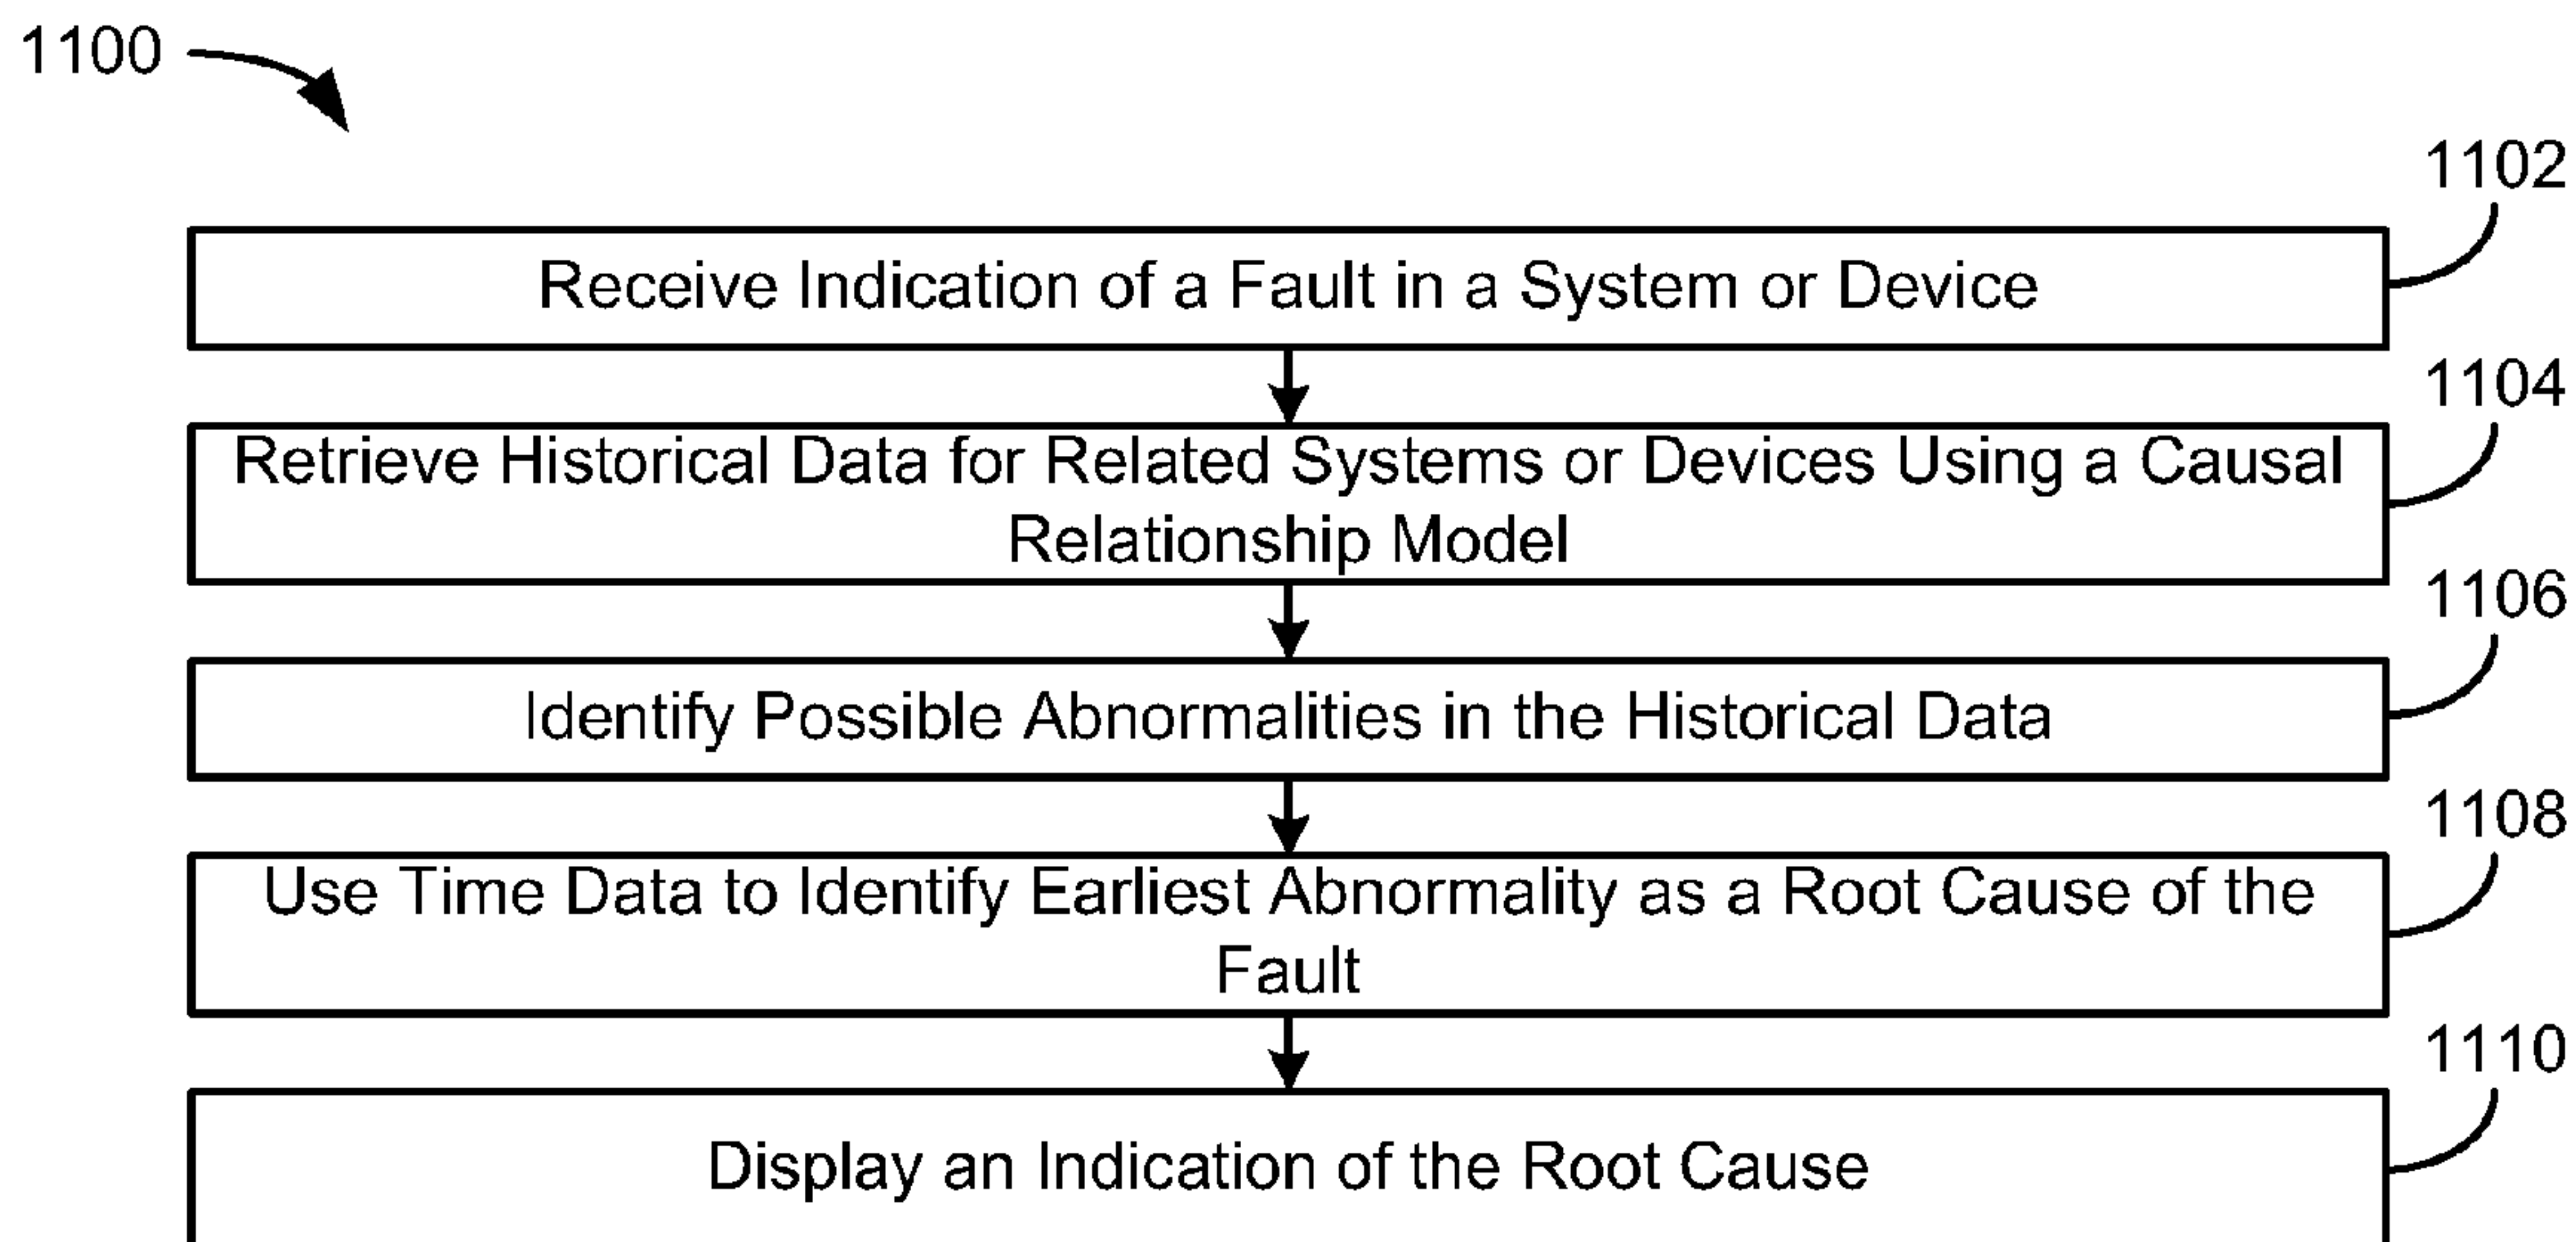 1100
1102
Receive Indication of a Fault in a System or Device
1104
Retrieve Historical Data for Related Systems or Devices Using a Causal
Relationship Model
1106
Identify Possible Abnormalities in the Historical Data
1108
Use Time Data to Identify Earliest Abnormality as a Root Cause of the
Fault
1110
Display an Indication of the Root Cause